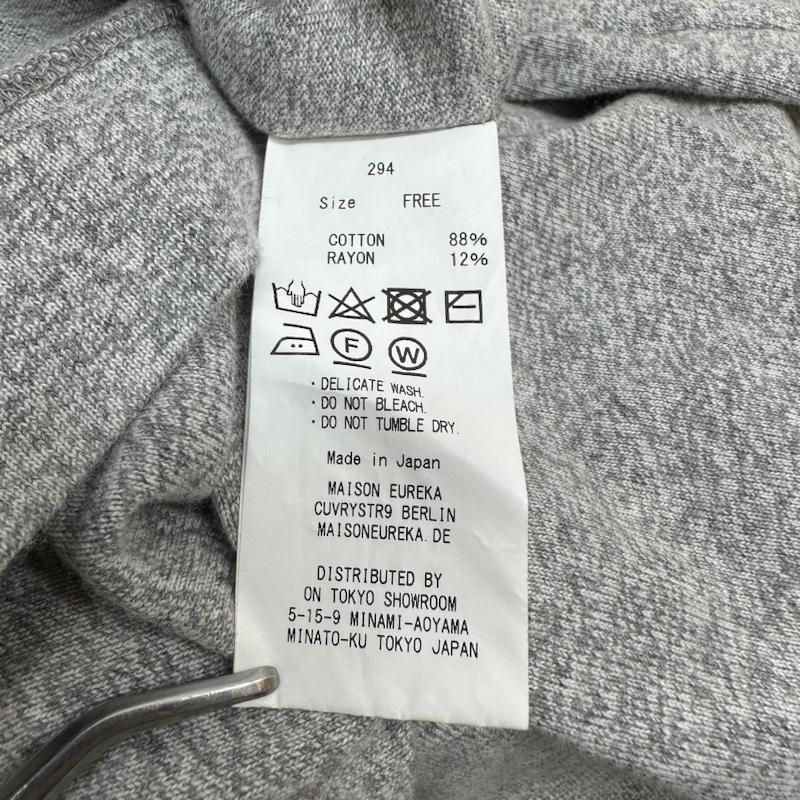 294
Size FREE
COTTON 88%
RAYON 12%
F W
・DELICATE WASH.
・DO NOT BLEACH.
・DO NOT TUMBLE DRY.
Made in Japan
MAISON EUREKA
CUVRYSTR9 BERLIN
MAISONEUREKA.DE
DISTRIBUTED BY
ON TOKYO SHOWROOM
5-15-9 MINAMI-AOYAMA
MINATO-KU TOKYO JAPAN